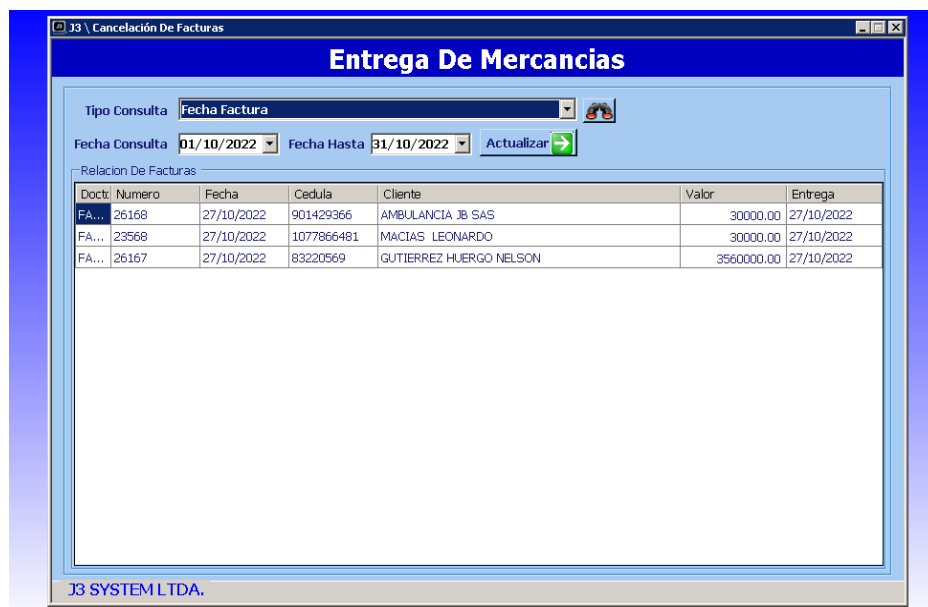 J3 \ Cancelación De Facturas
Entrega De Mercancias
Tipo Consulta Fecha Factura
Fecha Consulta 01/10/2022 Fecha Hasta 31/10/2022 Actualizar
Relacion De Facturas
Doctc Numero Fecha Cedula Cliente Valor Entrega
FA... 26168 27/10/2022 901429366 AMBULANCIA JB SAS 30000.00 27/10/2022
FA... 23568 27/10/2022 1077866481 MACIAS LEONARDO 30000.00 27/10/2022
FA... 26167 27/10/2022 83220569 GUTIERREZ HUERGO NELSON 3560000.00 27/10/2022
J3 SYSTEM LTDA.